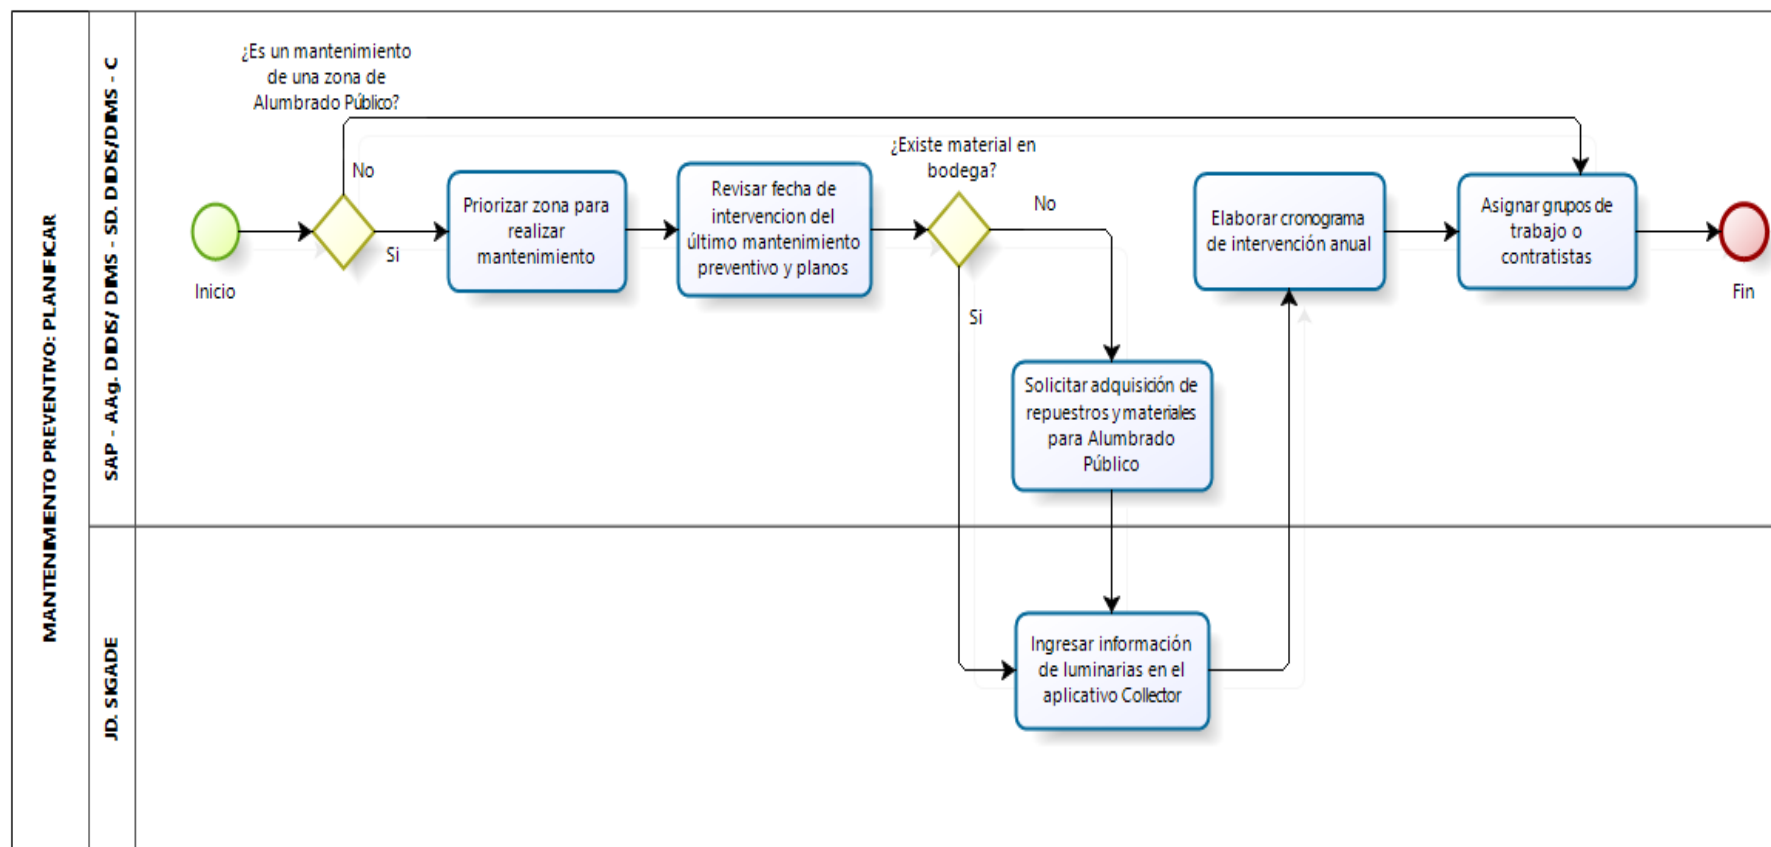 MANTENIMIENTO PREVENTIVO: PLANIFICAR
SAP - AAg. DIDIS/ DIMS - SD. DIDIS/DIMS - C
JD. SIGADE
¿Es un mantenimiento
de una zona de
Alumbrado Público?
No
Si
Inicio
Priorizar zona para
realizar
mantenimiento
Revisar fecha de
intervencion del
último mantenimiento
preventivo y planos
¿Existe material en
bodega?
No
Si
Solicitar adquisición de
repuestros y materiales
para Alumbrado
Público
Ingresar información
de luminarias en el
aplicativo Collector
Elaborar cronograma
de intervención anual
Asignar grupos de
trabajo o
contratistas
Fin